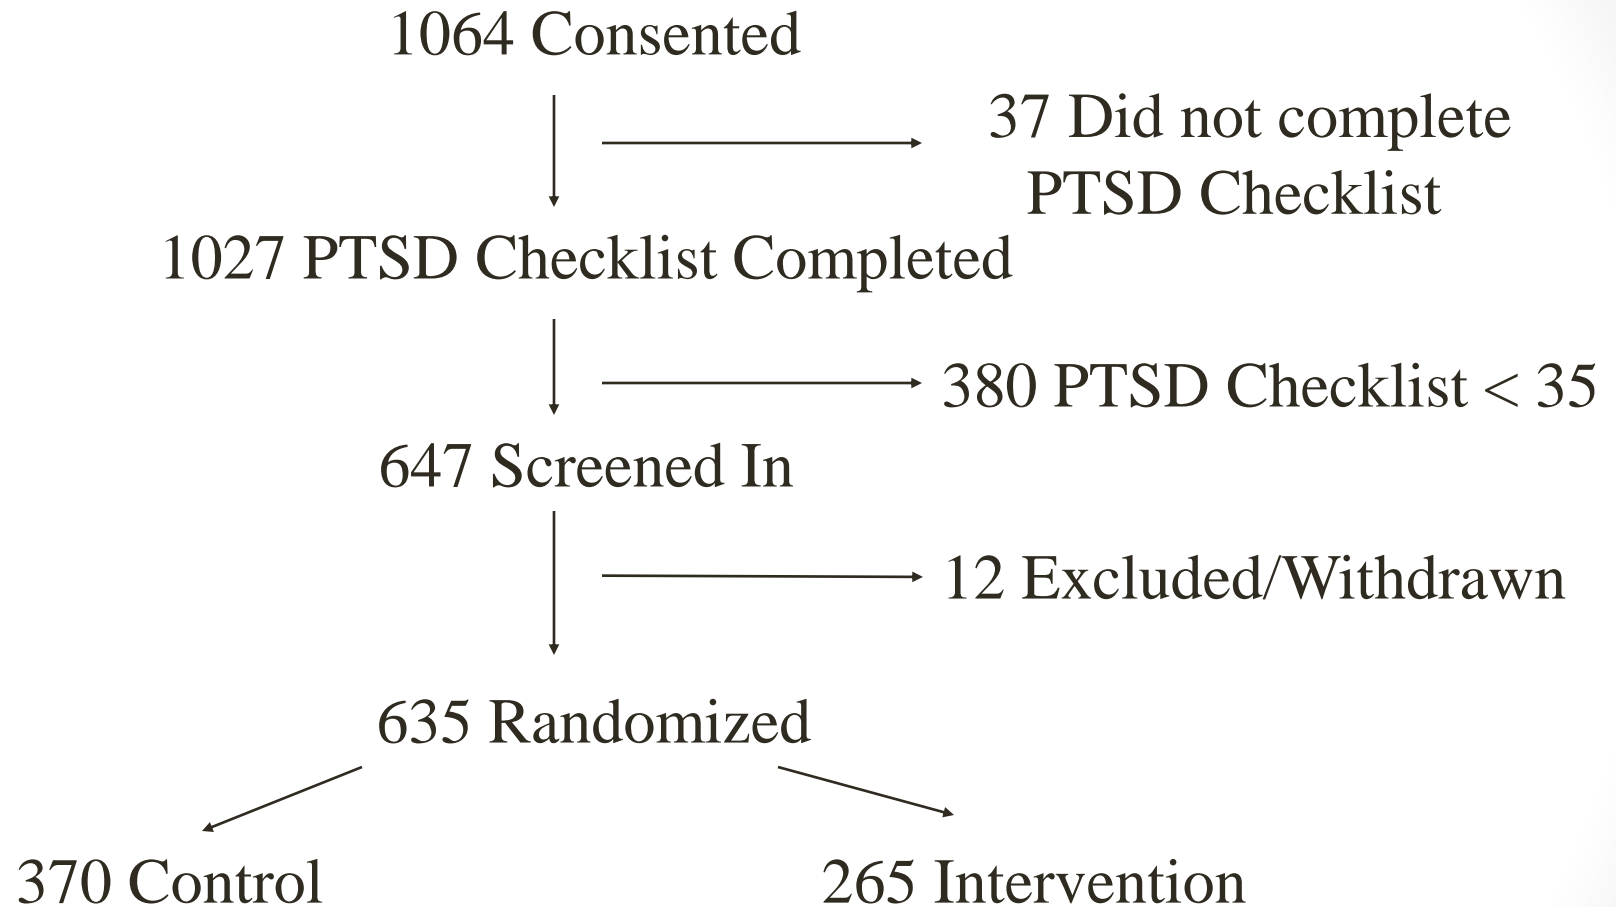 1064 Consented
37 Did not complete
PTSD Checklist
1027 PTSD Checklist Completed
380 PTSD Checklist < 35
647 Screened In
12 Excluded/Withdrawn
635 Randomized
370 Control
265 Intervention